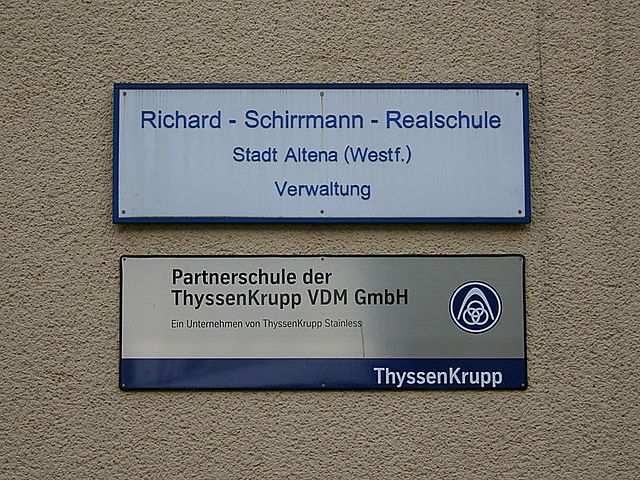 Richard - Schirrmann - Realschule
Stadt Altena (Westf.)
Verwaltung
Partnerschule der
ThyssenKrupp VDM GmbH
Ein Unternehmen von ThyssenKrupp Stainless
ThyssenKrupp